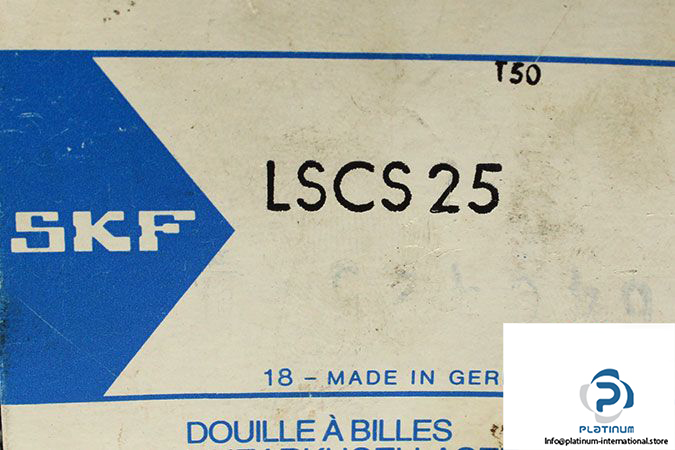 T50
LSCS 25
SKF
18 – MADE IN GER
DOUILLE À BILLES
PLATINUM
Info@platinum-international.store